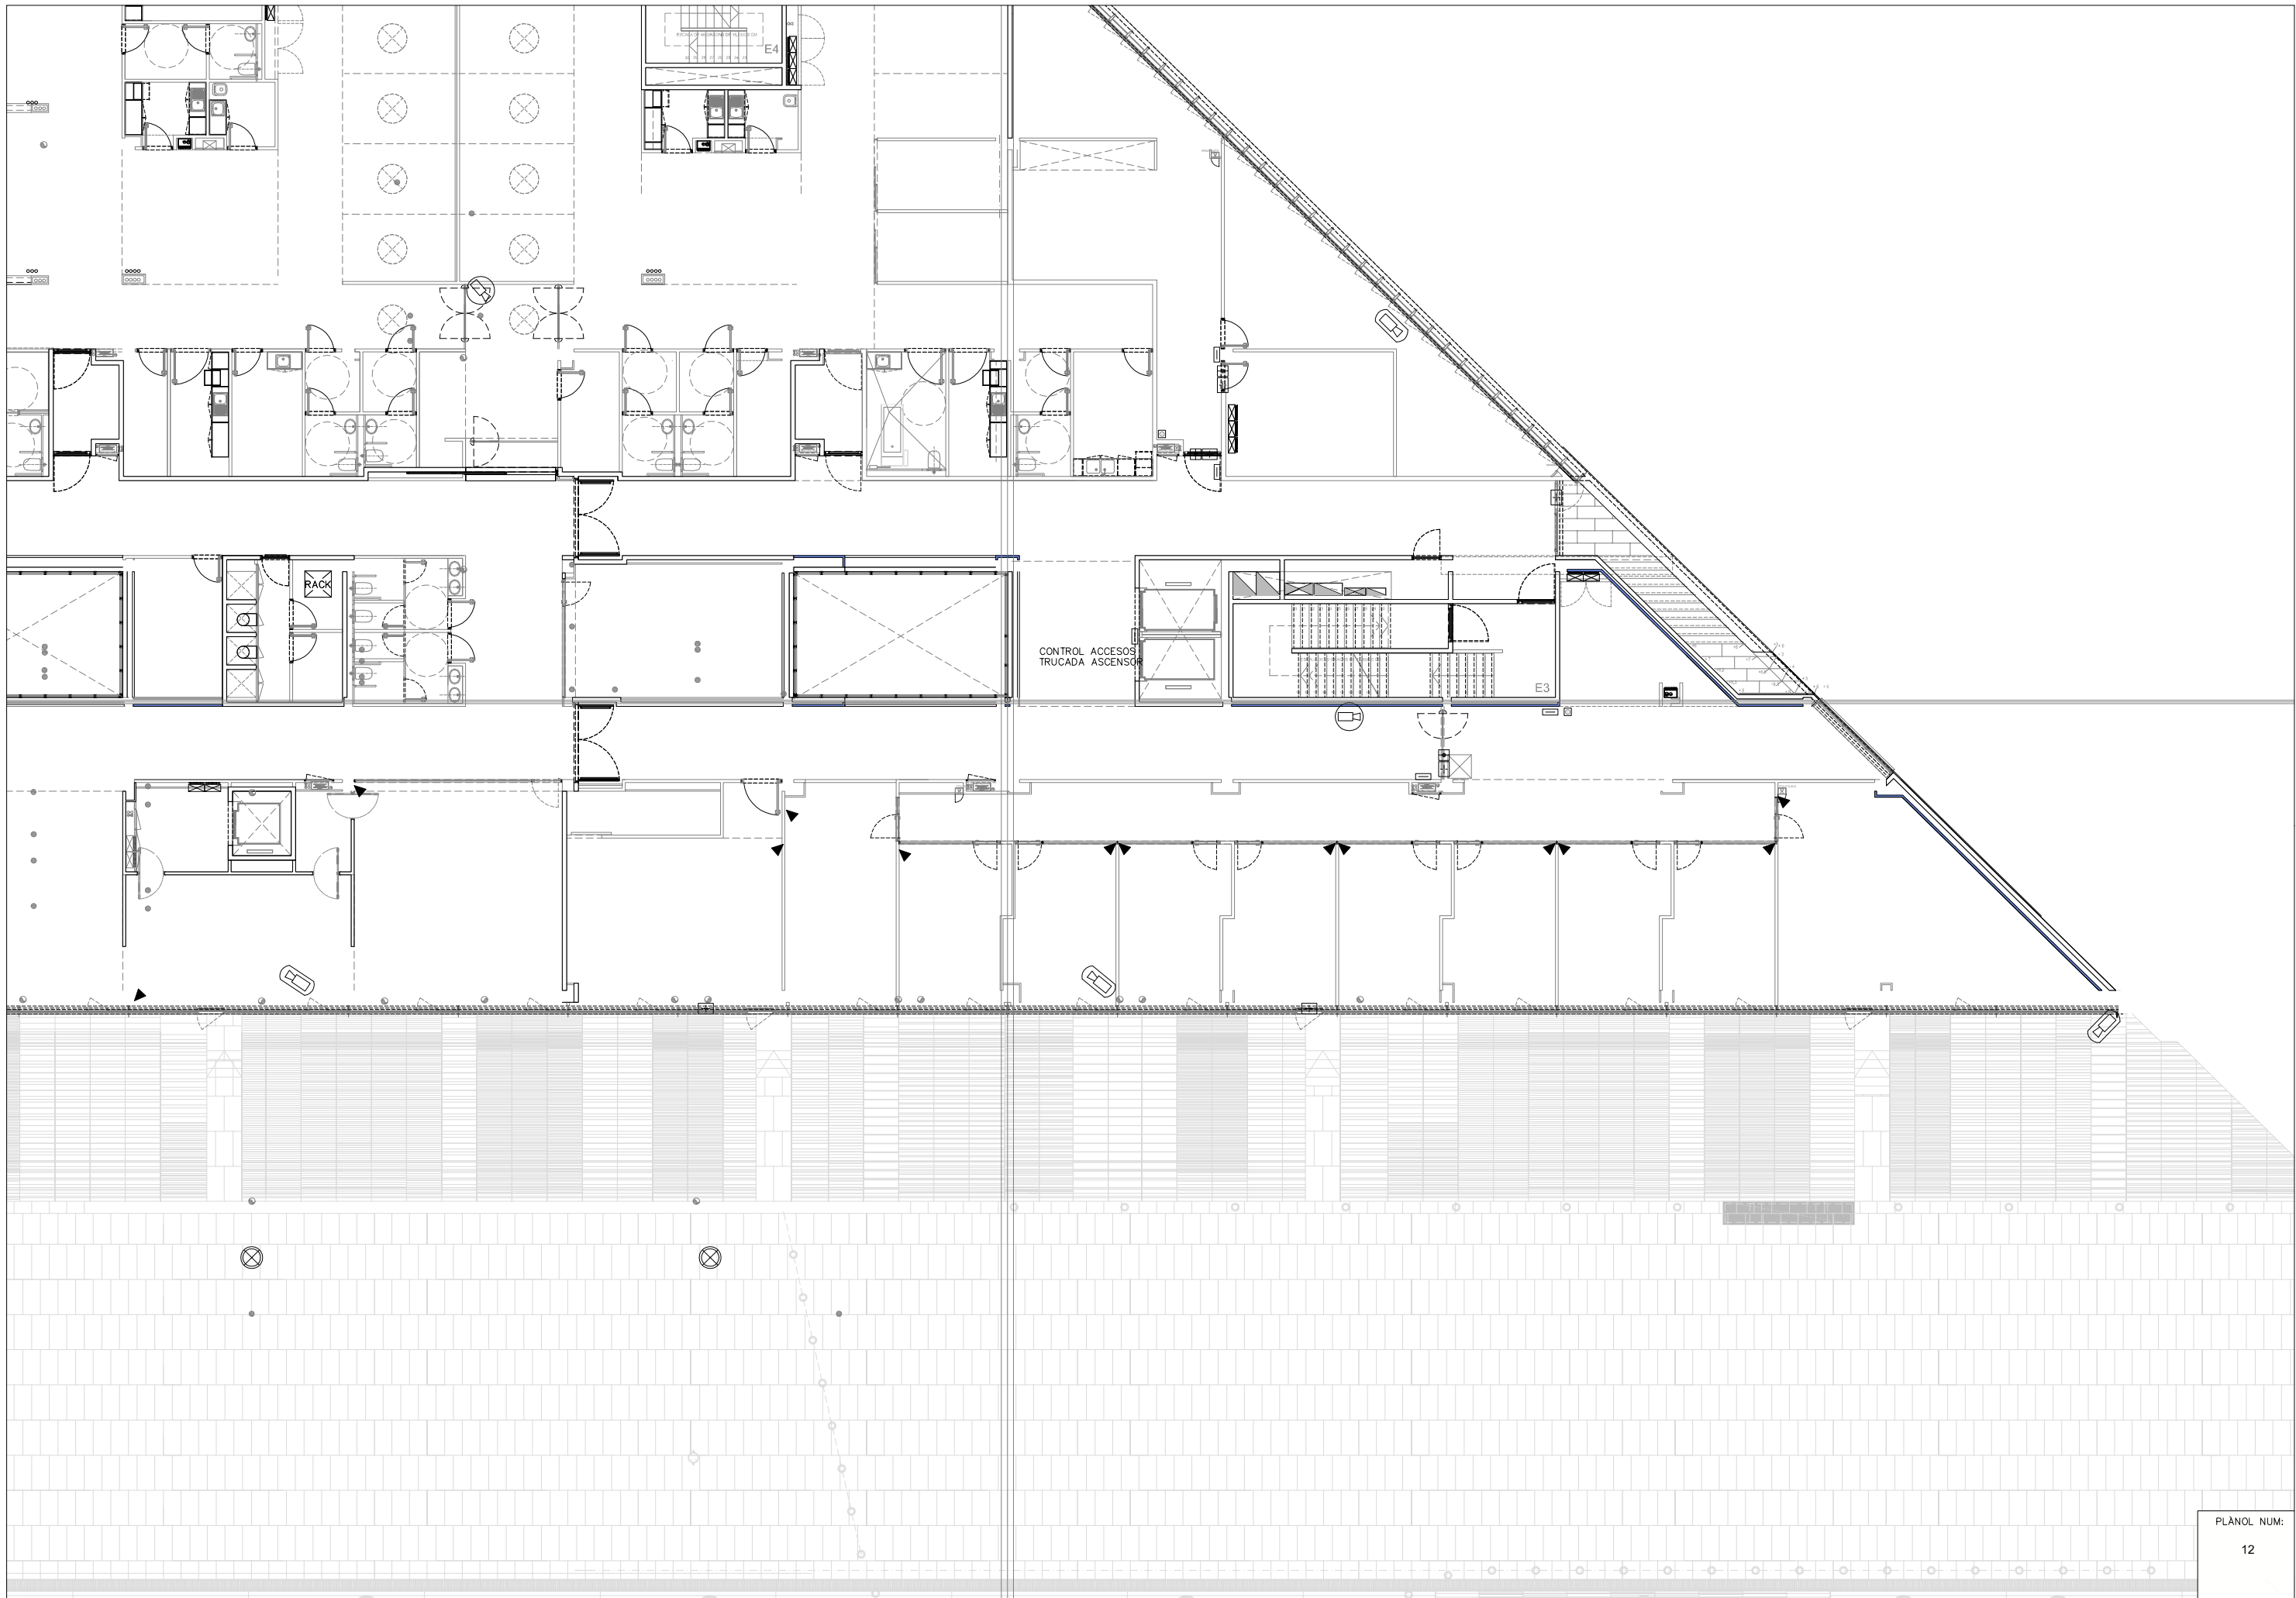 E4
RACK
CONTROL ACCESOS
TRUCADA ASCENSOR
E3
PLÀNOL NUM:
12